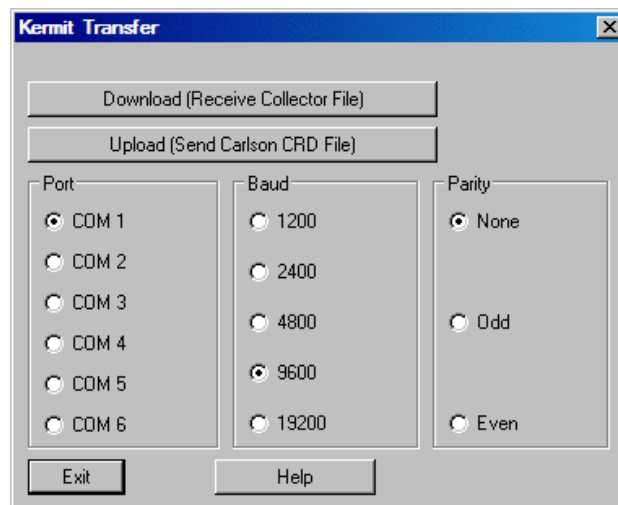 Kermit Transfer
Download (Receive Collector File)
Upload (Send Carlson CRD File)
Port
COM 1
COM 2
COM 3
COM 4
COM 5
COM 6
Baud
1200
2400
4800
9600
19200
Parity
None
Odd
Even
Exit
Help